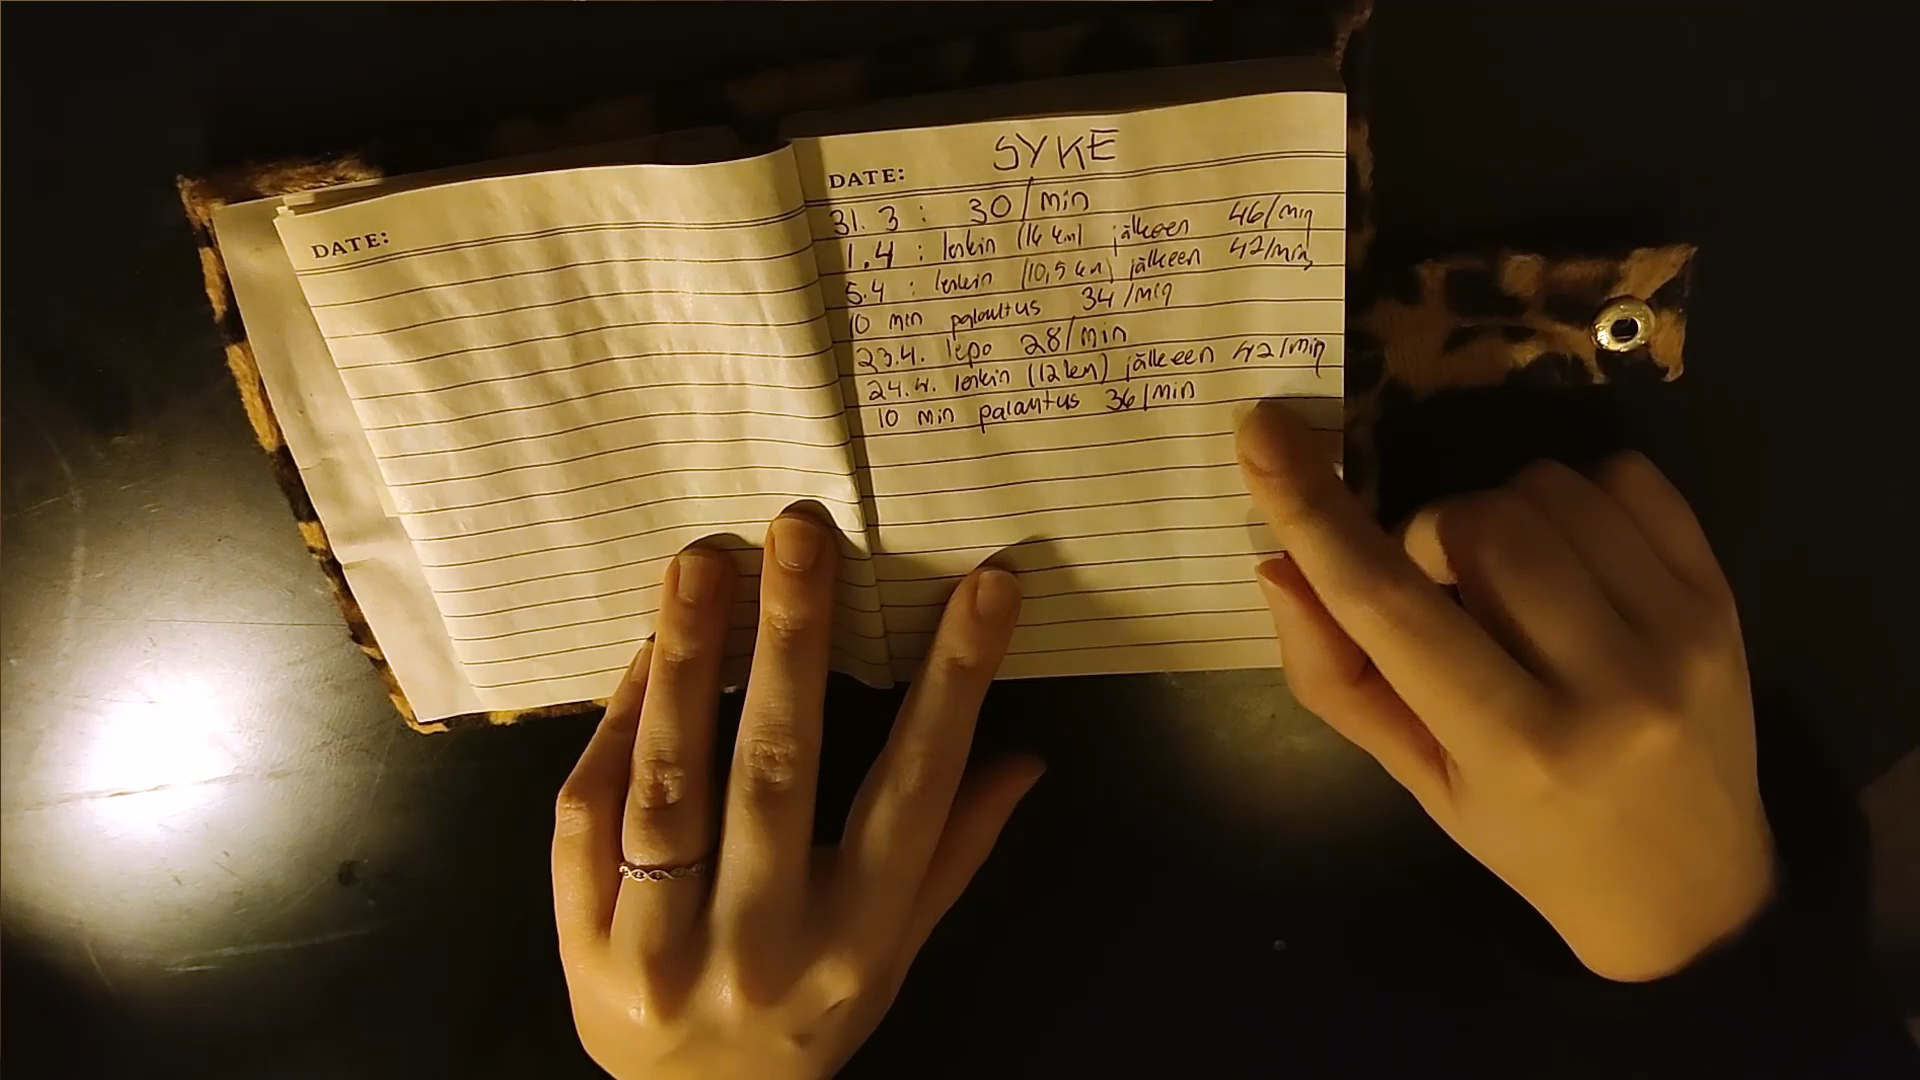 DATE:
SYKE
DATE:
31.3 : 30/min
1.4 : lenkin (14 km) jälkeen 46/min
5.4 : lenkin (10,5 km) jälkeen 42/min
10 min palautus 34/min
23.4. lepo 28/min
24.4. lenkin (12 km) jälkeen 42/min
10 min palautus 36/min